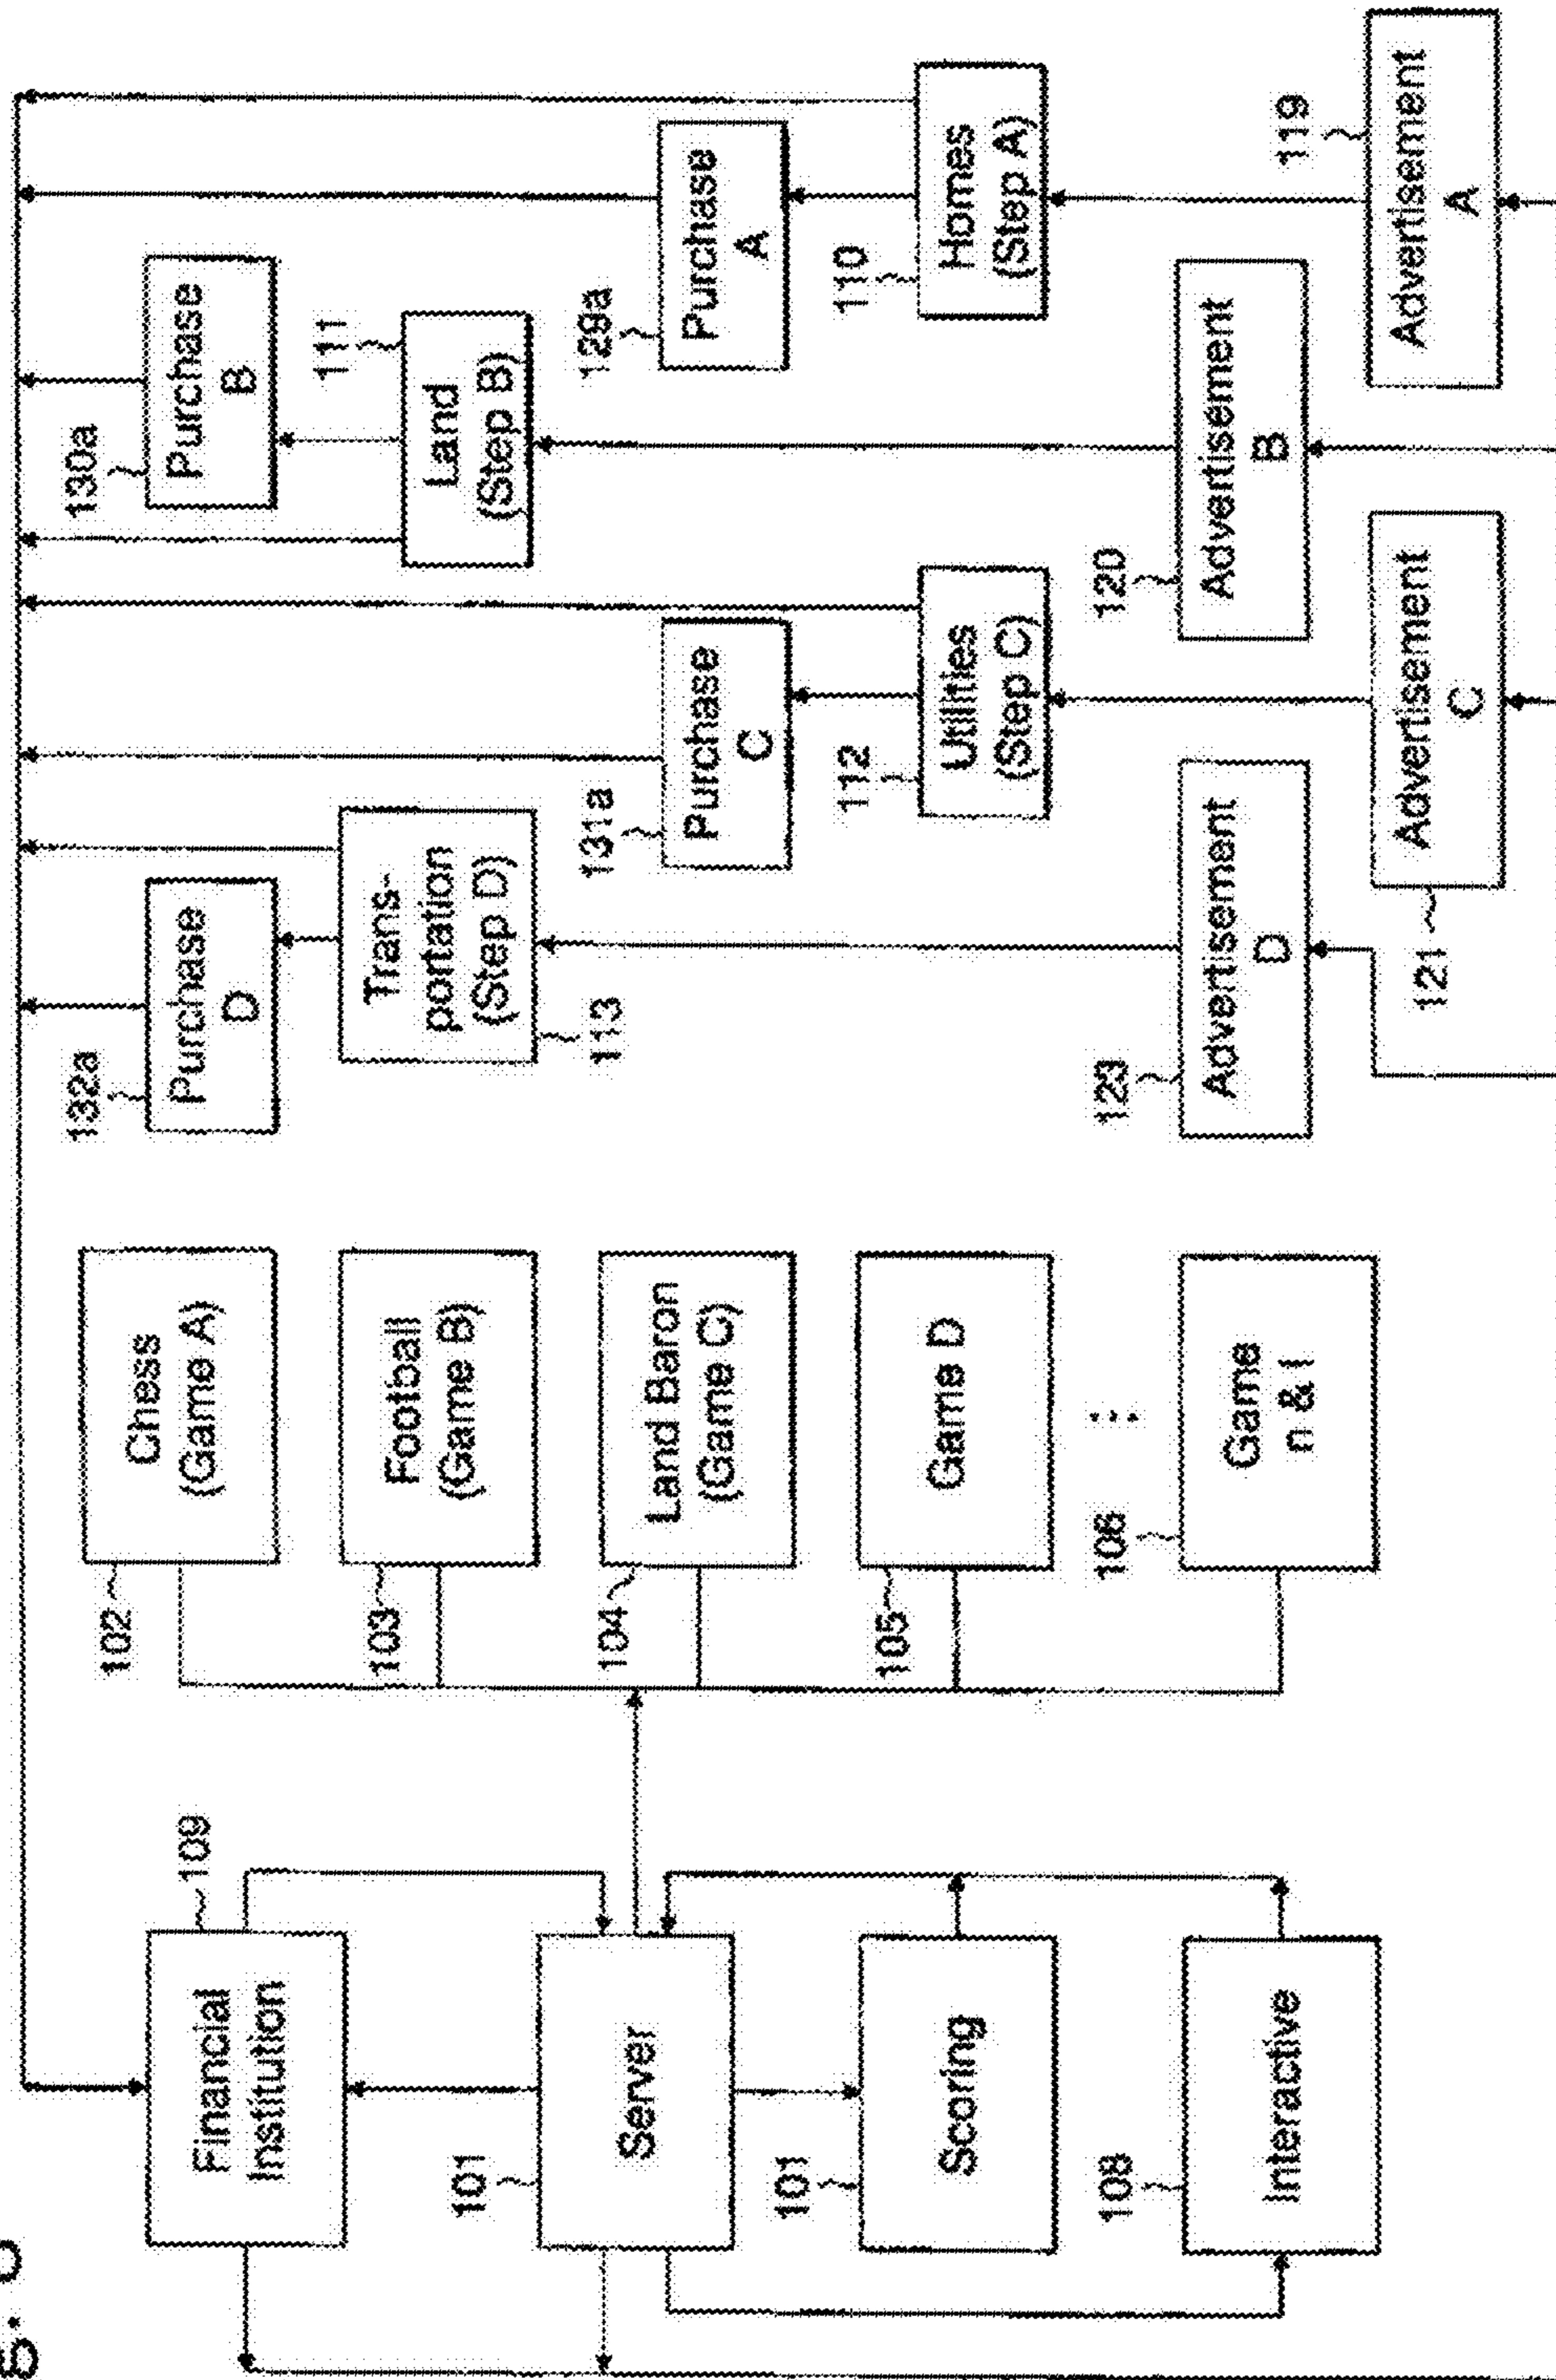 g.
109
Financial
Institution
101
Server
101
Scoring
108
Interactive
102
Chess
(Game A)
103
Football
(Game B)
104
Land Baron
(Game C)
105
Game D
106
Game
n & I
132a
Purchase
D
Trans-
portation
(Step D)
113
131a
Purchase
C
112
Utilities
(Step C)
123
Advertisement
D
121
Advertisement
C
130a
Purchase
B
111
Land
(Step B)
129a
Purchase
A
110
Homes
(Step A)
120
Advertisement
B
119
Advertisement
A